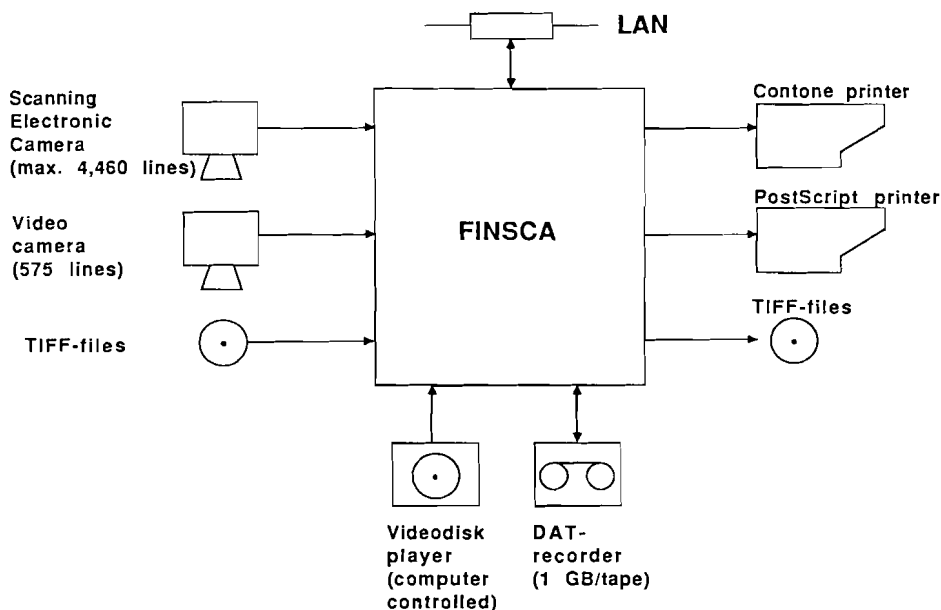 LAN
Scanning
Electronic
Camera
(max. 4,460 lines)
Contone printer
Video
camera
(575 lines)
FINSCA
PostScript printer
TIFF-files
TIFF-files
Videodisk
player
(computer
controlled)
DAT-
recorder
(1 GB/tape)